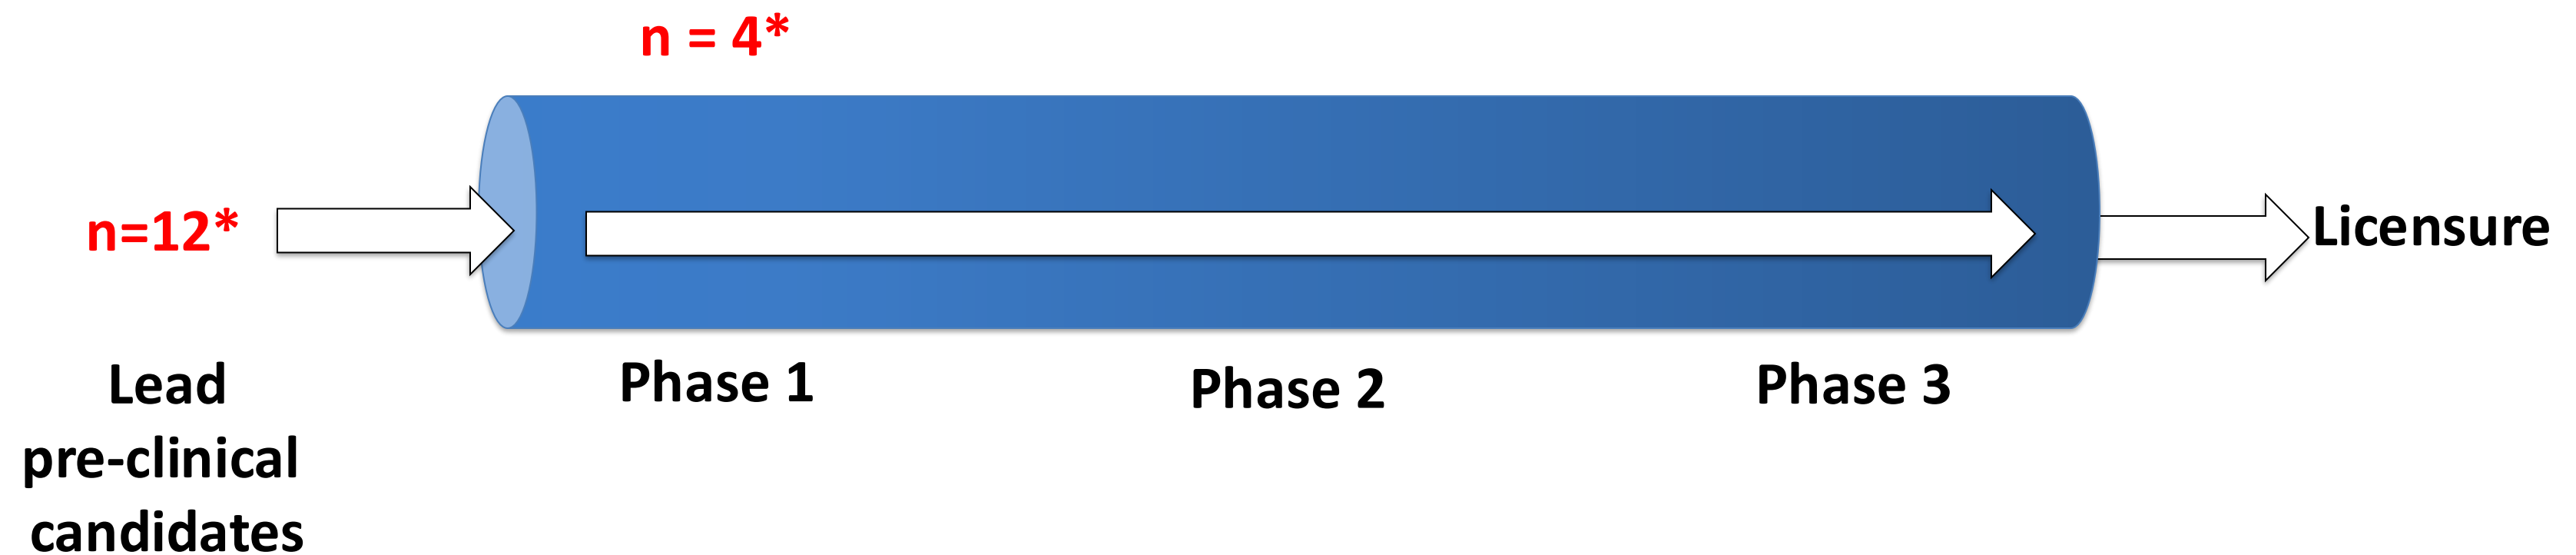 n = 4*
n=12*
Licensure
Lead
pre-clinical
candidates
Phase 1
Phase 2
Phase 3